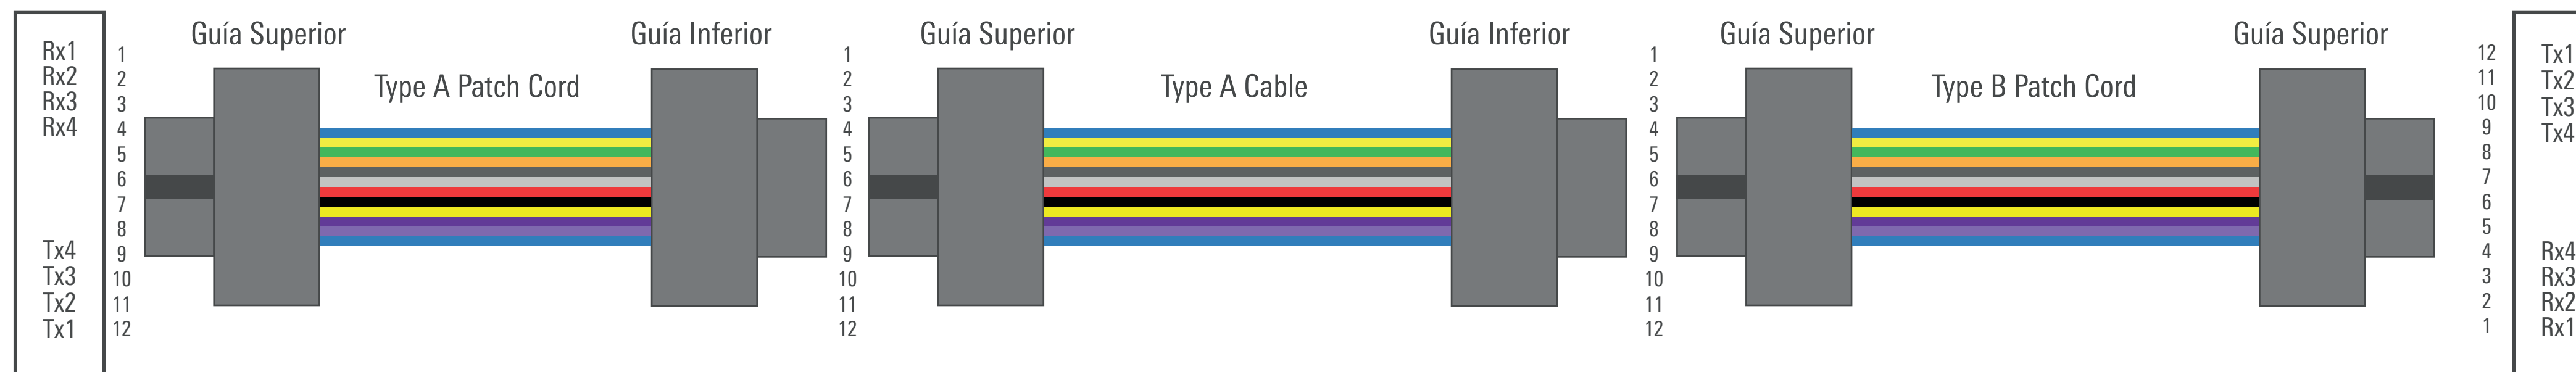 Rx1
Rx2
Rx3
Rx4
Tx4
Tx3
Tx2
Tx1
1
2
3
4
5
6
7
8
9
10
11
12
Guía Superior
Type A Patch Cord
Guía Inferior
1
2
3
4
5
6
7
8
9
10
11
12
Guía Superior
Type A Cable
Guía Inferior
1
2
3
4
5
6
7
8
9
10
11
12
Guía Superior
Type B Patch Cord
Guía Superior
12
11
10
9
8
7
6
5
4
3
2
1
Tx1
Tx2
Tx3
Tx4
Rx4
Rx3
Rx2
Rx1